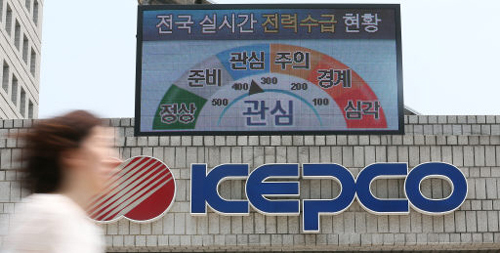 전국 실시간 전력수급 현황
관심 주의
준비 경계
400 300 200
500 100
정상 관심 심각
KEPCO